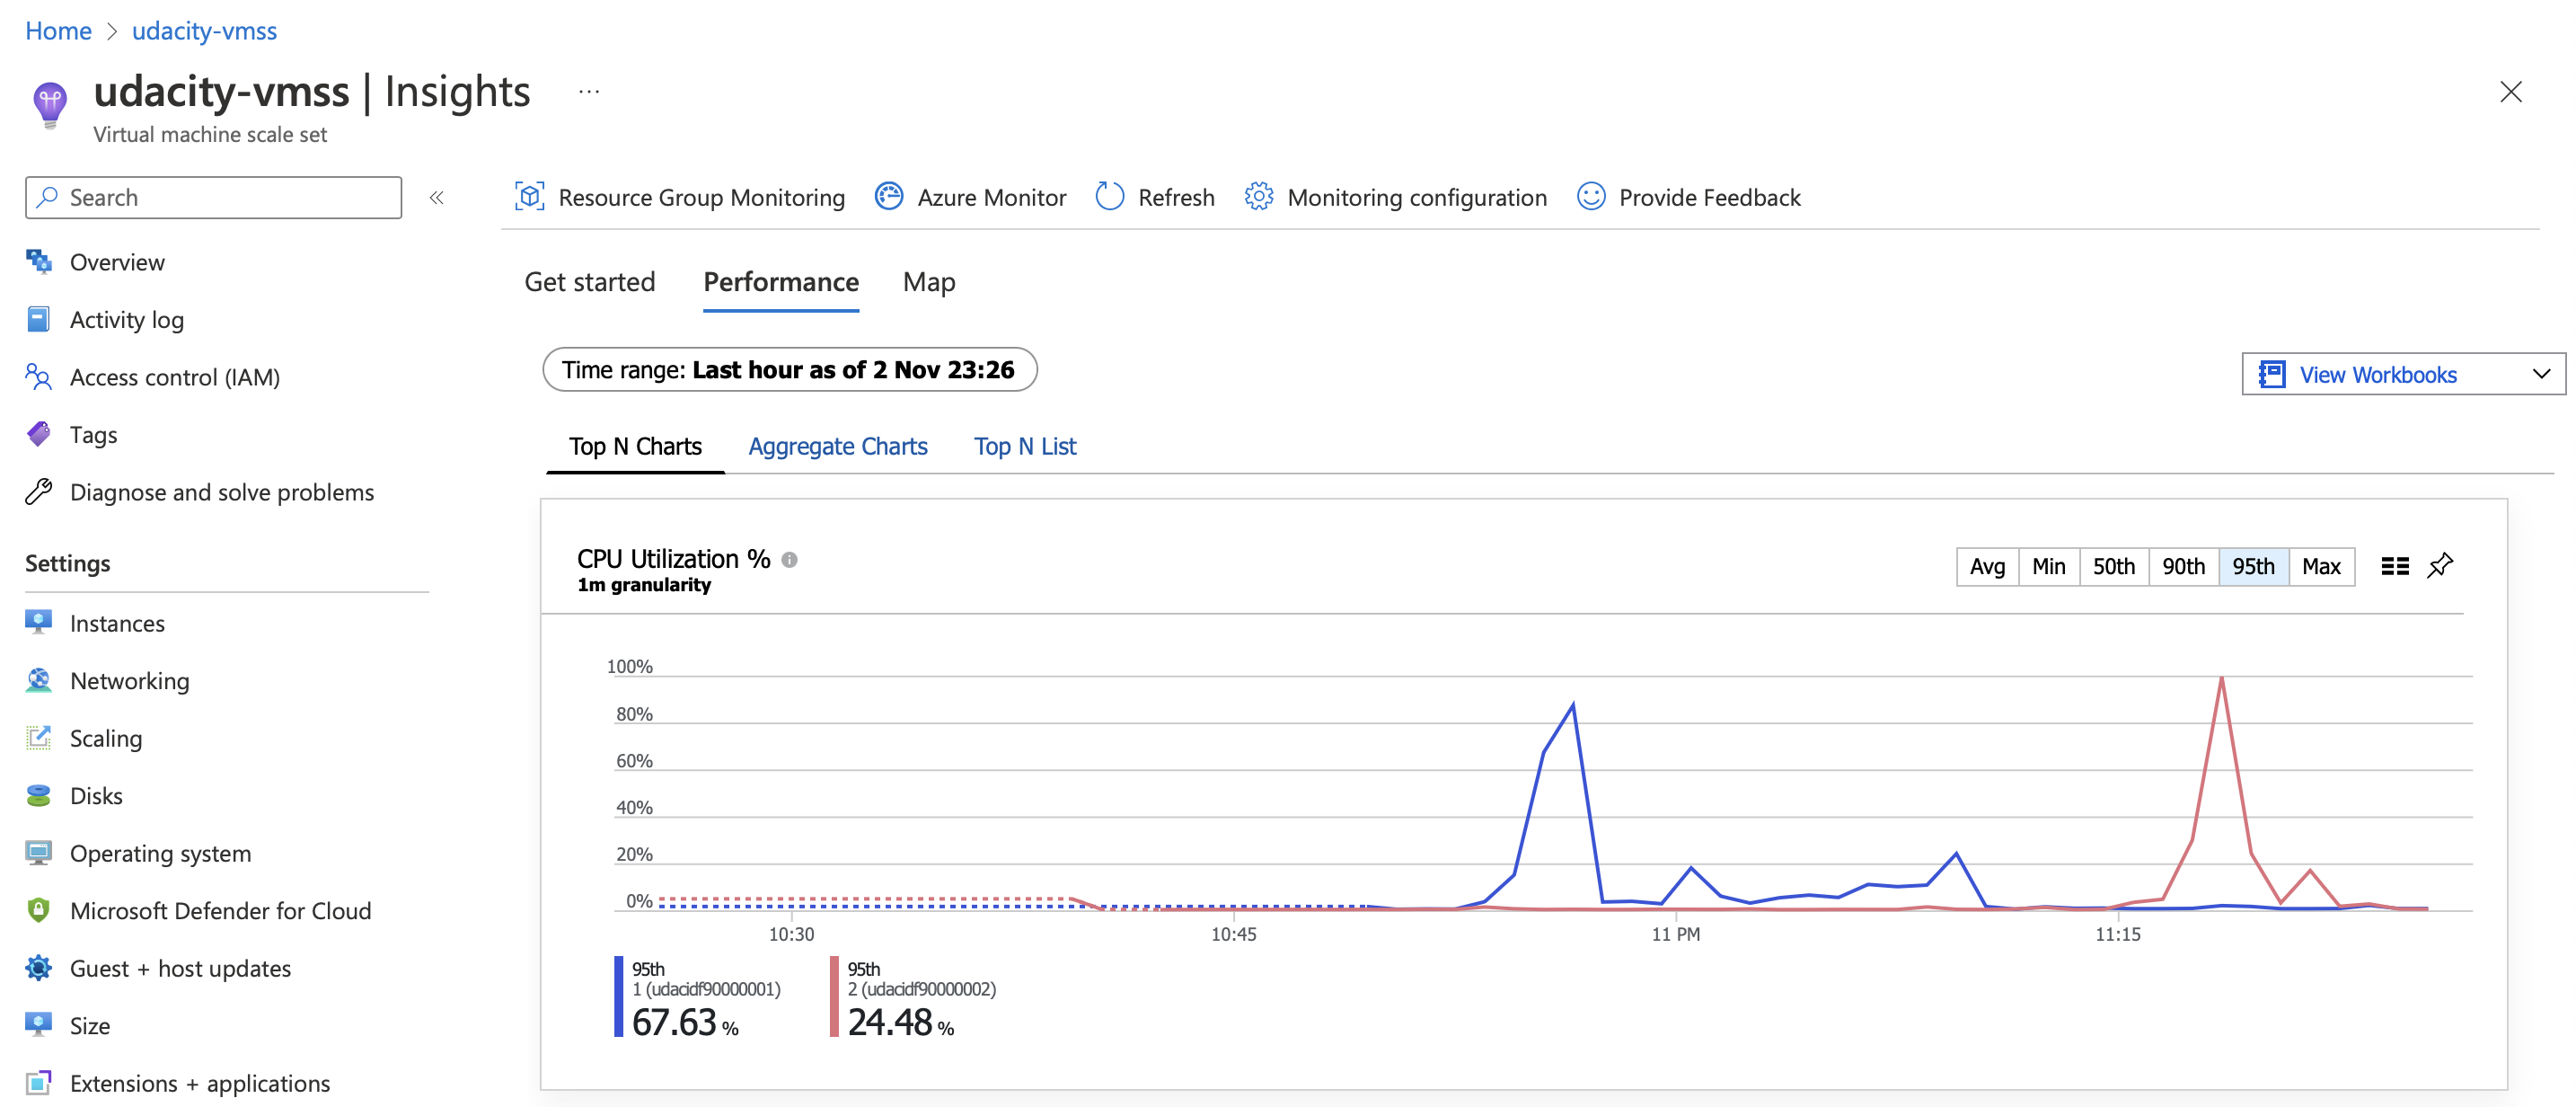 Home > udacity-vmss
udacity-vmss | Insights ...
Virtual machine scale set
Search
«
Resource Group Monitoring
Azure Monitor
Refresh
Monitoring configuration
Provide Feedback
Overview
Activity log
Access control (IAM)
Tags
Diagnose and solve problems
Settings
Instances
Networking
Scaling
Disks
Operating system
Microsoft Defender for Cloud
Guest + host updates
Size
Extensions + applications
Get started
Performance
Map
Time range: Last hour as of 2 Nov 23:26
View Workbooks
Top N Charts
Aggregate Charts
Top N List
CPU Utilization %
1m granularity
Avg
Min
50th
90th
95th
Max
100%
80%
60%
40%
20%
0%
10:30
10:45
11 PM
11:15
95th
1 (udacidf90000001)
67.63 %
95th
2 (udacidf90000002)
24.48 %